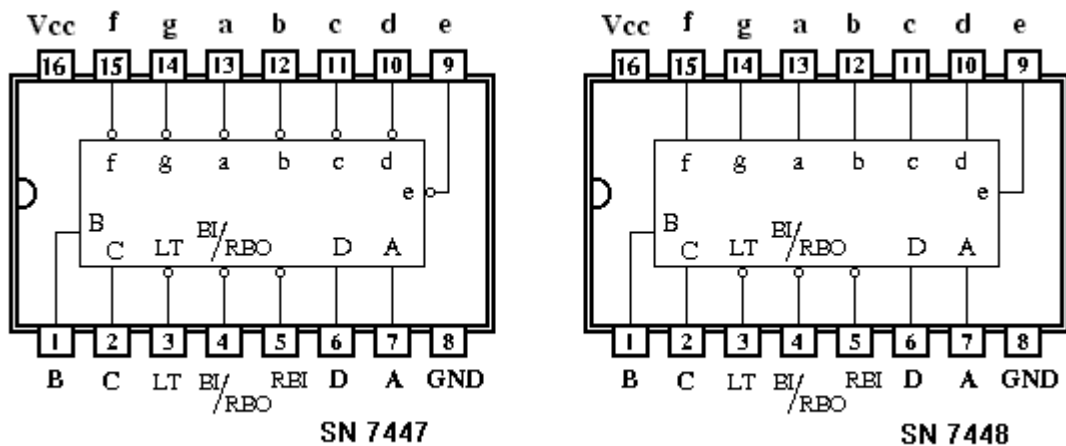 Vcc f g a b c d e
16 15 14 13 12 11 10 9
f g a b c d
e
B
C LT BI/RBO D A
1 2 3 4 5 6 7 8
B C LT BI/RBO RBI D A GND
SN 7447
Vcc f g a b c d e
16 15 14 13 12 11 10 9
f g a b c d
e
B
C LT BI/RBO D A
1 2 3 4 5 6 7 8
B C LT BI/RBO RBI D A GND
SN 7448